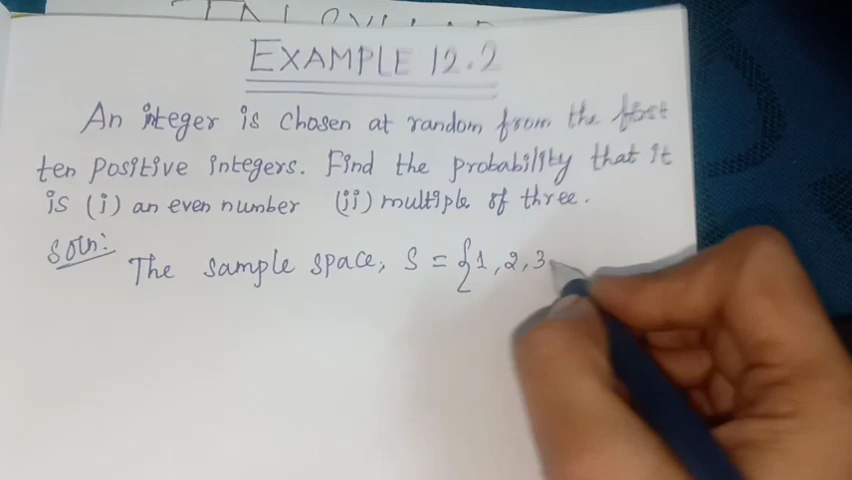 EXAMPLE 12.2
An integer is chosen at random from the first
ten positive integers. Find the probability that it
is (i) an even number (ii) multiple of three.
Soln:
The sample space, S = {1, 2, 3